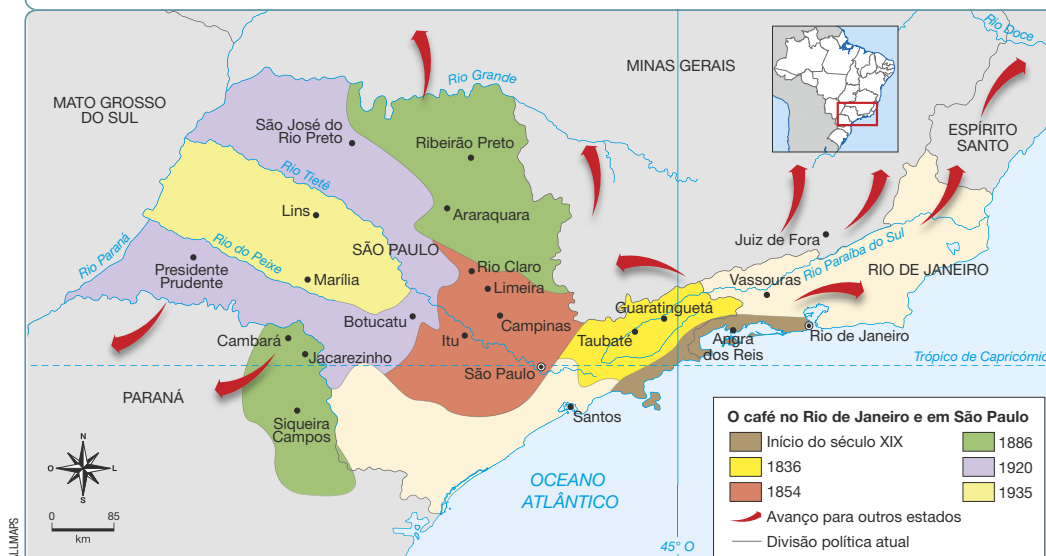 Rio Doce
MINAS GERAIS
Rio Grande
MATO GROSSO
DO SUL
São José do
Rio Preto
Ribeirão Preto
ESPÍRITO
SANTO
Rio Tietê
Lins
Araraquara
SÃO PAULO
Juiz de Fora
Rio Paraíba do Sul
Rio Paraná
Rio do Peixe
Presidente
Prudente
Marília
Rio Claro
Limeira
Vassouras
RIO DE JANEIRO
Botucatu
Campinas
Guaratinguetá
Taubaté
Itu
Angra
dos Reis
Rio de Janeiro
Cambará
Jacarezinho
São Paulo
Trópico de Capricórnio
PARANÁ
Siqueira
Campos
Santos
OCEANO
ATLÂNTICO
N
O
L
S
0
85
km
45° O
O café no Rio de Janeiro e em São Paulo
Início do século XIX
1836
1854
1886
1920
1935
Avanço para outros estados
Divisão política atual
ALLMAPS